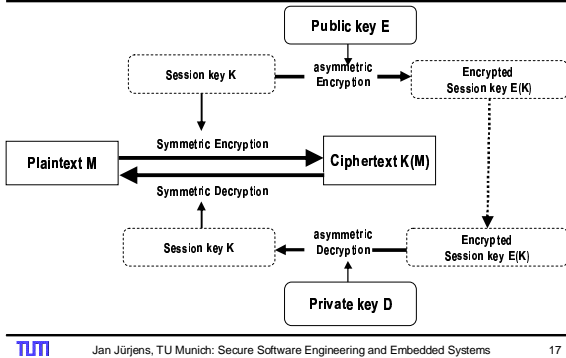 Public key E
Session key K
asymmetric
Encryption
Encrypted
Session key E(K)
Symmetric Encryption
Plaintext M
Ciphertext K(M)
Symmetric Decryption
Session key K
asymmetric
Decryption
Encrypted
Session key E(K)
Private key D
TUM
Jan Jürjens, TU Munich: Secure Software Engineering and Embedded Systems
17